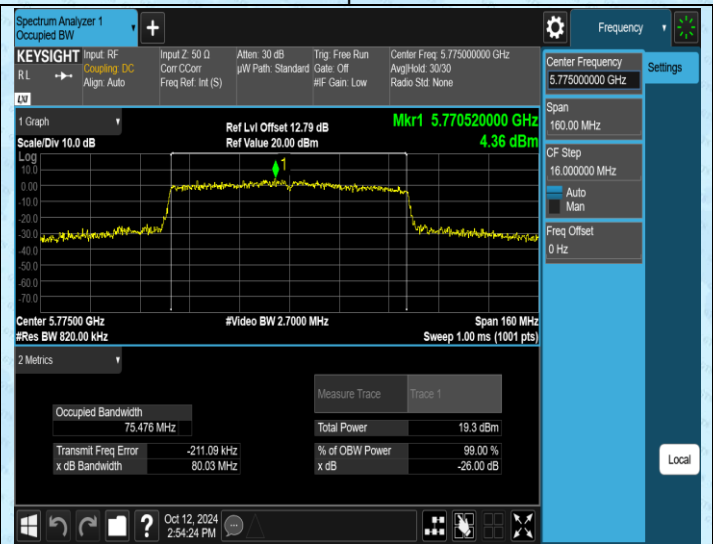 Spectrum Analyzer 1
Occupied BW
+
Frequency
KEYSIGHT
RL
LXI
Input: RF
Coupling: DC
Align: Auto
Input Z: 50 Ω
Corr CCorr
Freq Ref: Int (S)
Atten: 30 dB
µW Path: Standard
Trig: Free Run
Gate: Off
#IF Gain: Low
Center Freq: 5.775000000 GHz
Avg|Hold: 30/30
Radio Std: None
Center Frequency
5.775000000 GHz
Settings
Span
160.00 MHz
CF Step
16.000000 MHz
Auto
Man
Freq Offset
0 Hz
1 Graph
Scale/Div 10.0 dB
Ref Lvl Offset 12.79 dB
Ref Value 20.00 dBm
Mkr1 5.770520000 GHz
4.36 dBm
Log
10.0
0.00
-10.0
-20.0
-30.0
-40.0
-50.0
-60.0
-70.0
1
Center 5.77500 GHz
#Res BW 820.00 kHz
#Video BW 2.7000 MHz
Span 160 MHz
Sweep 1.00 ms (1001 pts)
2 Metrics
Measure Trace
Trace 1
Occupied Bandwidth
75.476 MHz
Total Power
19.3 dBm
Transmit Freq Error
-211.09 kHz
% of OBW Power
99.00 %
x dB Bandwidth
80.03 MHz
x dB
-26.00 dB
Local
?
Oct 12, 2024
2:54:24 PM